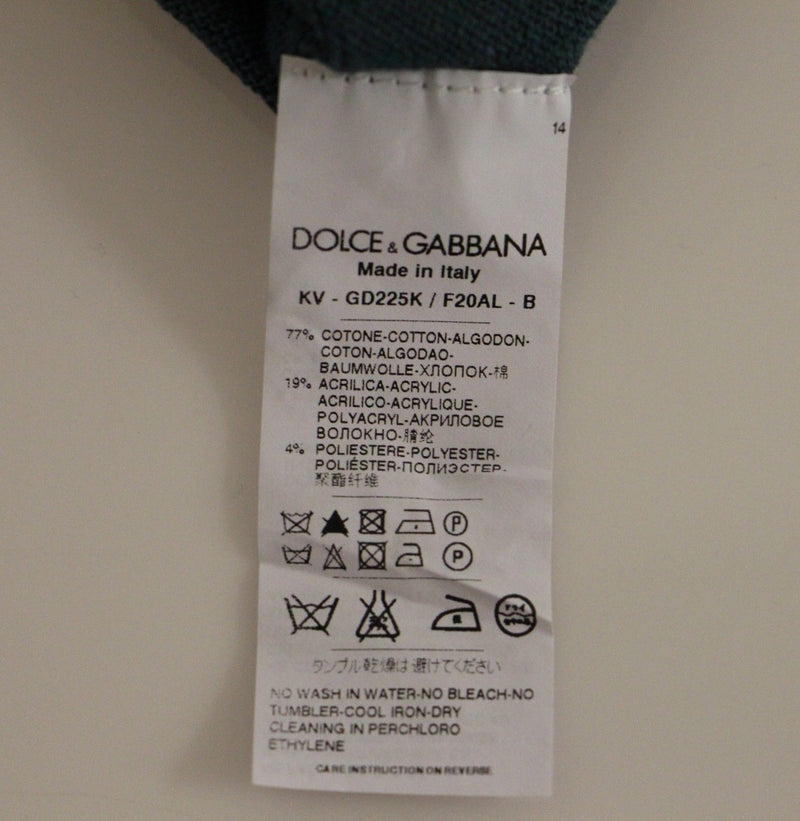 14
DOLCE & GABBANA
Made in Italy
KV - GD225K / F20AL - B
77% COTONE-COTTON-ALGODON-
COTON-ALGODAO-
BAUMWOLLE-ХЛОПОК-棉
19% ACRILICA-ACRYLIC-
ACRILICO-ACRYLIQUE-
POLYACRYL-АКРИЛОВОЕ
ВОЛОКНО-腈纶
4% POLIESTERE-POLYESTER-
POLIÉSTER-ПОЛИЭСТЕР-
聚酯纤维
P
P
タンブル乾燥は避けてください
NO WASH IN WATER-NO BLEACH-NO
TUMBLER-COOL IRON-DRY
CLEANING IN PERCHLORO
ETHYLENE
CARE INSTRUCTION ON REVERSE